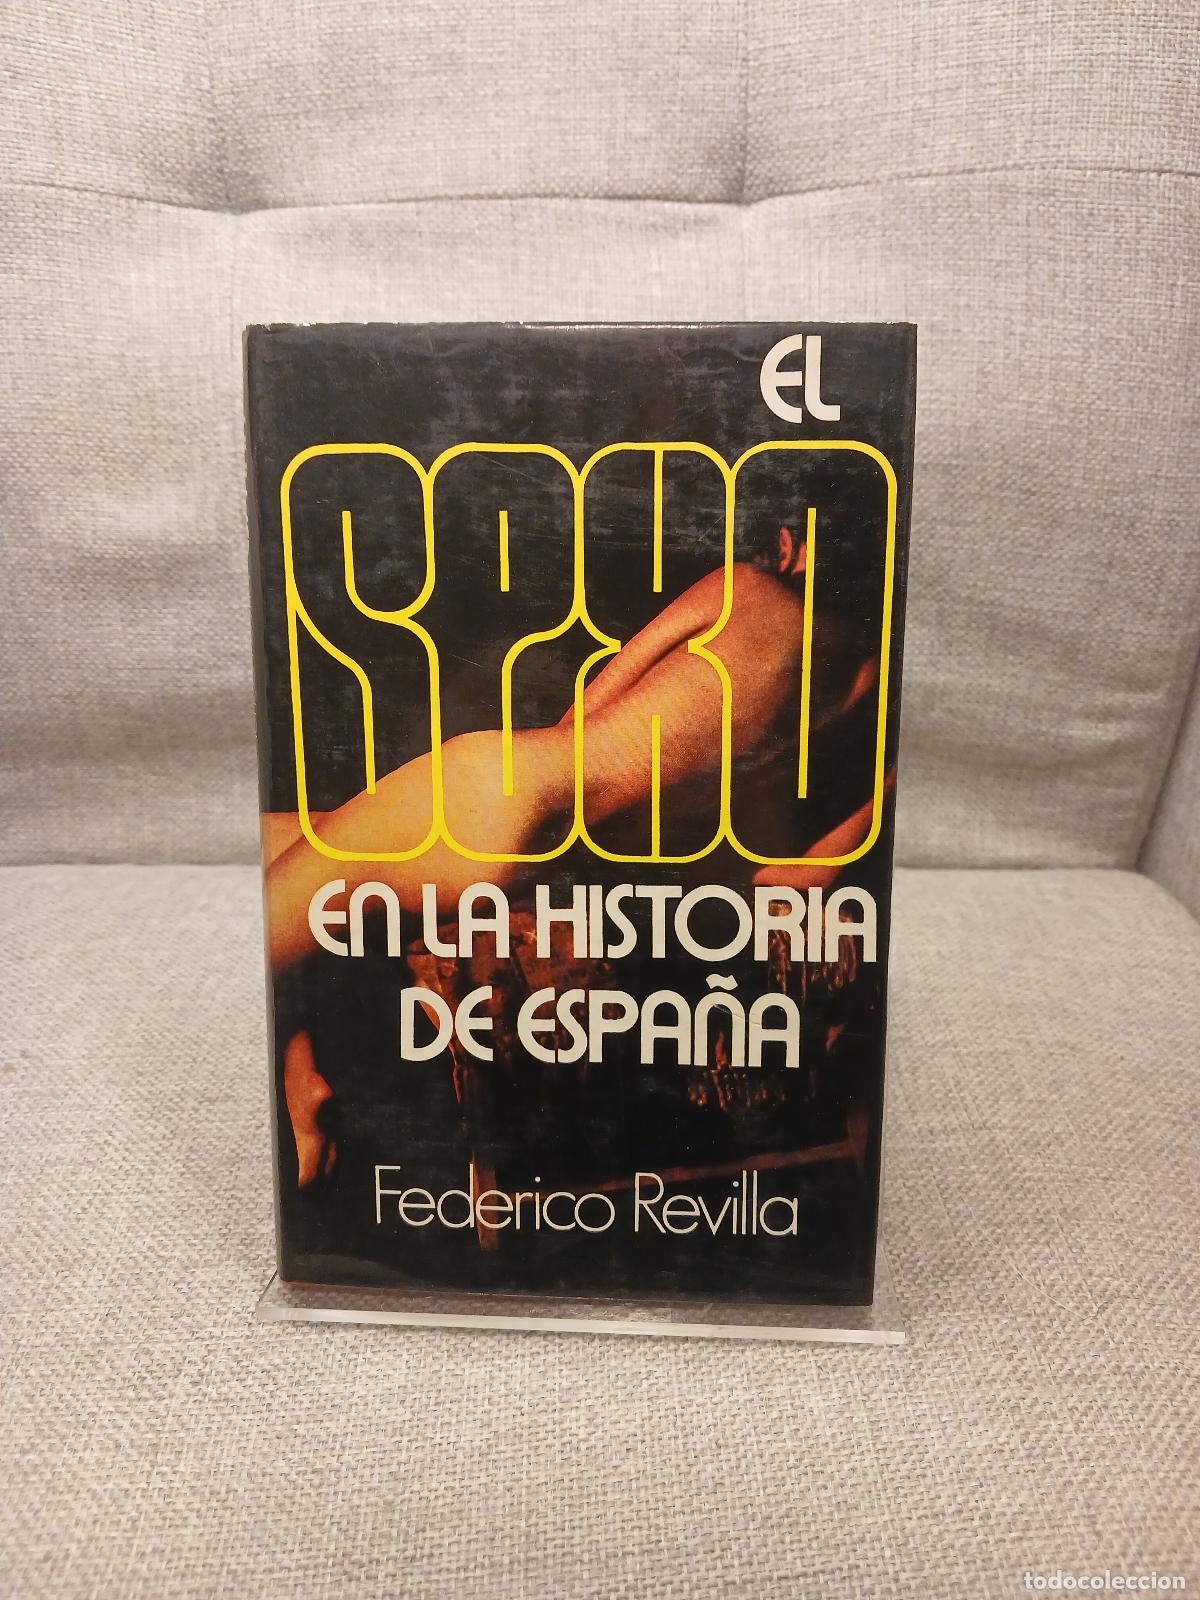 EL
SEXO
EN LA HISTORIA
DE ESPAÑA
Federico Revilla
todocoleccion